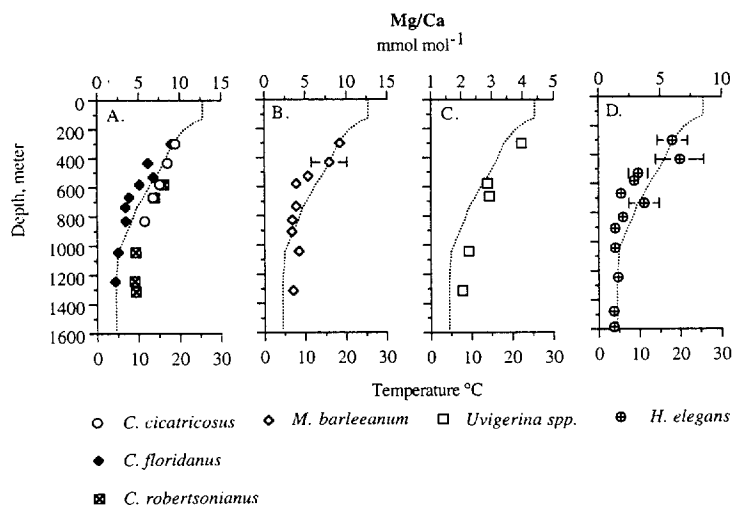 Mg/Ca
mmol mol-1
0 5 10 15
0 5 10 15
1 2 3 4 5
0 5 10
A.
B.
C.
D.
Depth, meter
0
200
400
600
800
1000
1200
1400
1600
0 10 20 30
0 10 20 30
0 10 20 30
0 10 20 30
Temperature °C
C. cicatricosus
M. barleeanum
Uvigerina spp.
H. elegans
C. floridanus
C. robertsonianus